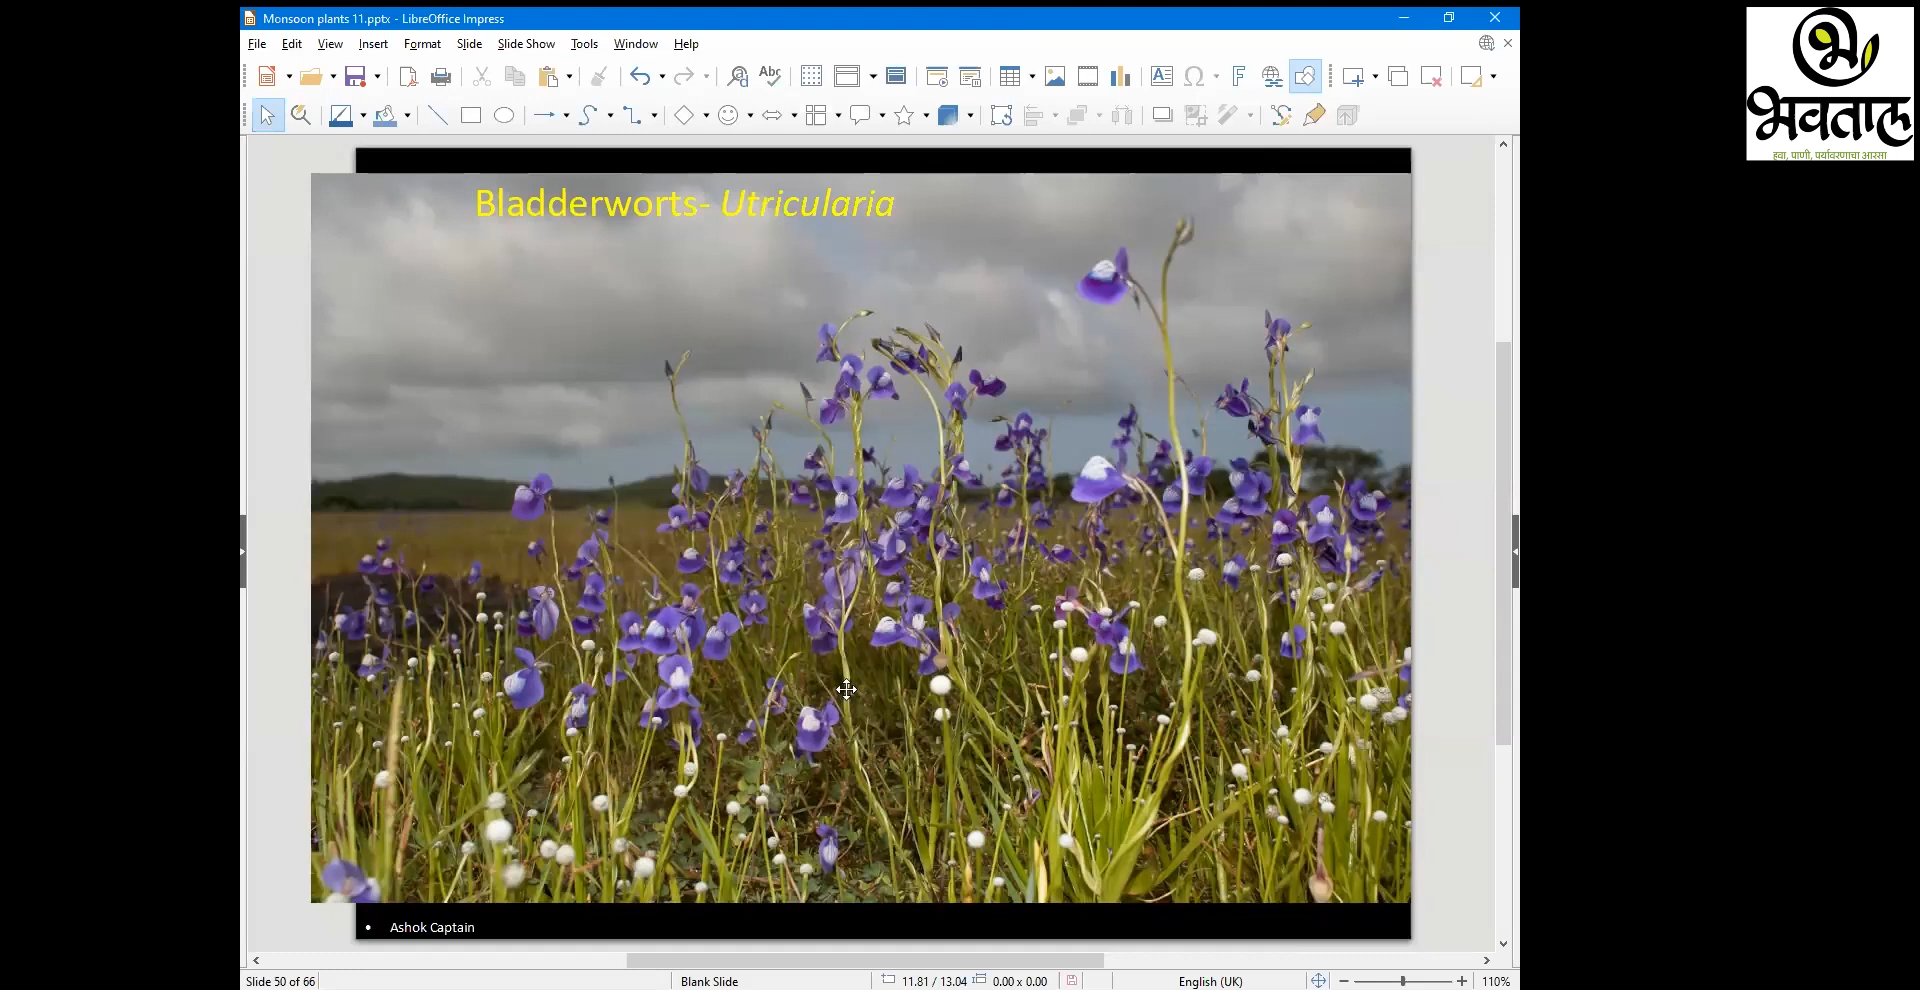 Monsoon plants 11.pptx - LibreOffice Impress
File Edit View Insert Format Slide Slide Show Tools Window Help
Abc
Bladderworts- Utricularia
Ashok Captain
Slide 50 of 66 Blank Slide 11.81 / 13.04 0.00 x 0.00 English (UK) 110%
भ
भवताल
हवा, पाणी, पर्यावरणाचा आरसा